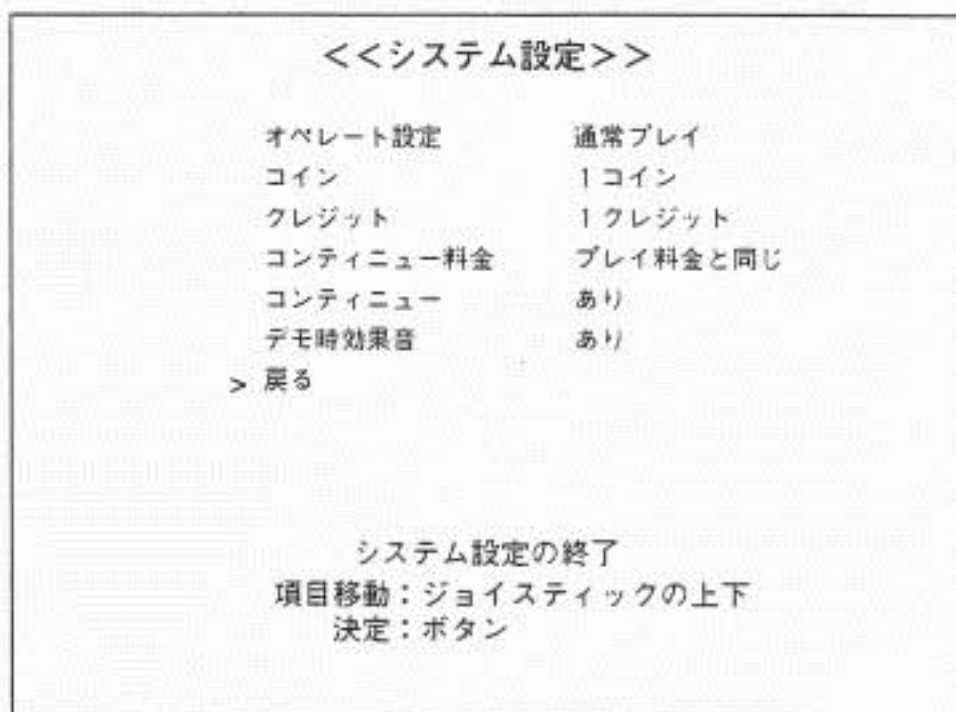 <<システム設定>>
オペレート設定 通常プレイ
コイン 1コイン
クレジット 1クレジット
コンティニュー料金 プレイ料金と同じ
コンティニュー あり
デモ時効果音 あり
> 戻る
システム設定の終了
項目移動：ジョイスティックの上下
決定：ボタン